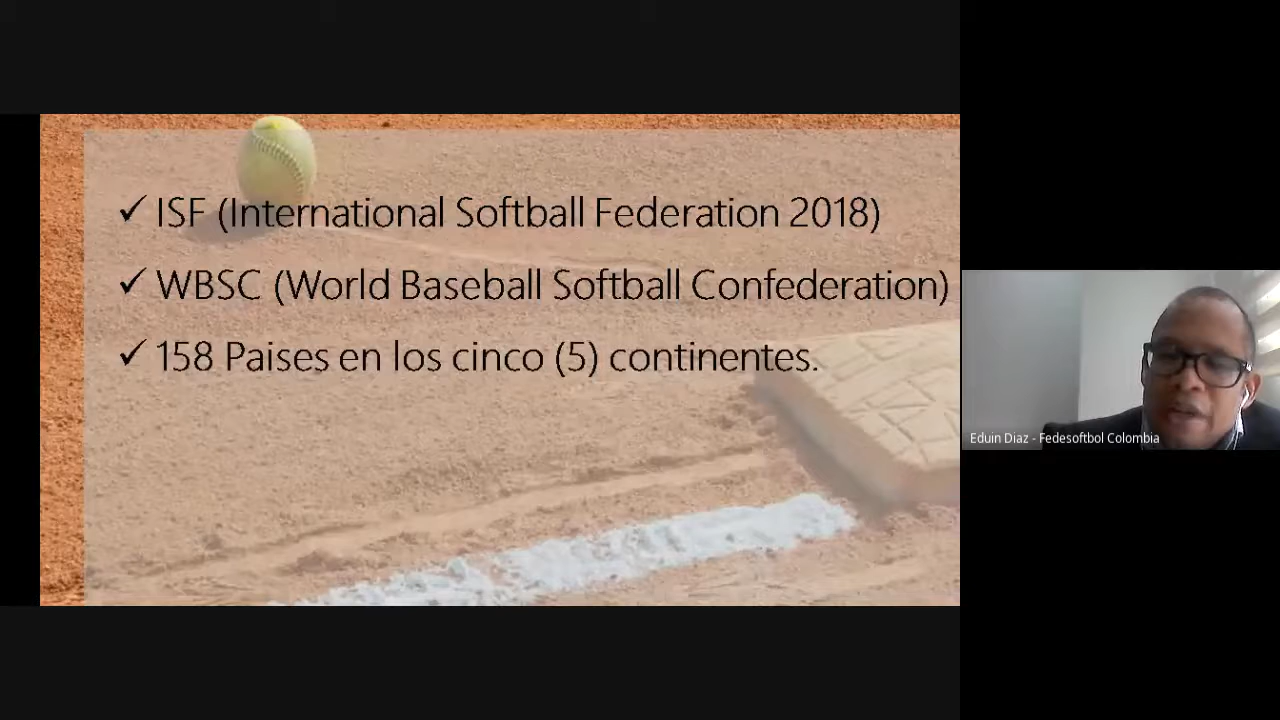 ✓ ISF (International Softball Federation 2018)
✓ WBSC (World Baseball Softball Confederation)
✓ 158 Paises en los cinco (5) continentes.
Eduin Diaz - Fedesoftbol Colombia